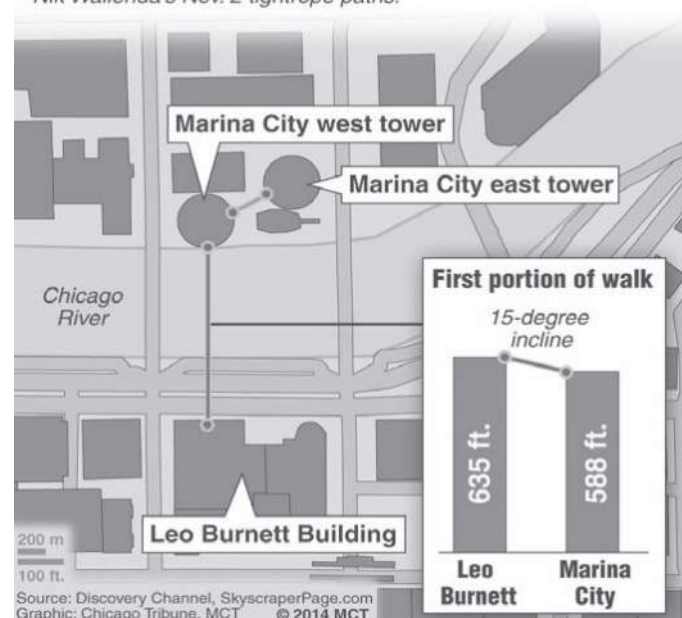 Nik Wallenda's Nov. 2 tightrope paths.
Marina City west tower
Marina City east tower
Chicago
River
First portion of walk
15-degree
incline
635 ft.
588 ft.
Leo
Burnett
Marina
City
Leo Burnett Building
200 m
100 ft.
Source: Discovery Channel, SkyscraperPage.com
Graphic: Chicago Tribune, MCT © 2014 MCT